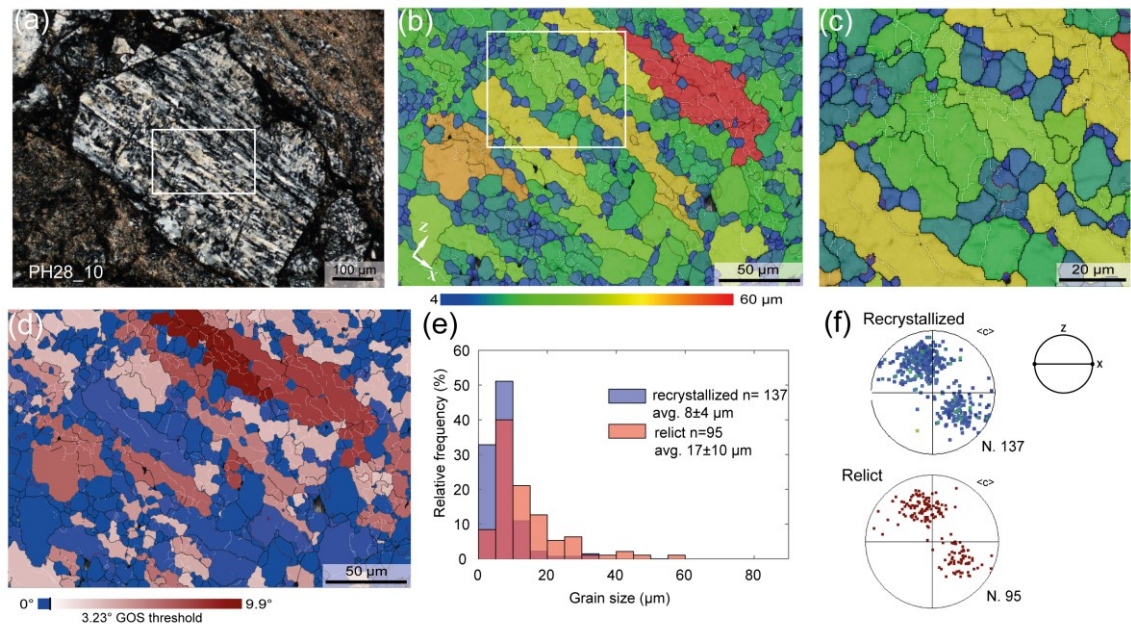 (a)
PH28_10
100 µm
(b)
z
x
50 µm
4
60 µm
(c)
20 µm
(d)
50 µm
0°
9.9°
3.23° GOS threshold
(e)
60
50
40
30
20
10
0
Relative frequency (%)
recrystallized n= 137
avg. 8±4 µm
relict n=95
avg. 17±10 µm
0
20
40
60
80
Grain size (µm)
(f)
Recrystallized
<c>
z
x
N. 137
Relict
<c>
N. 95